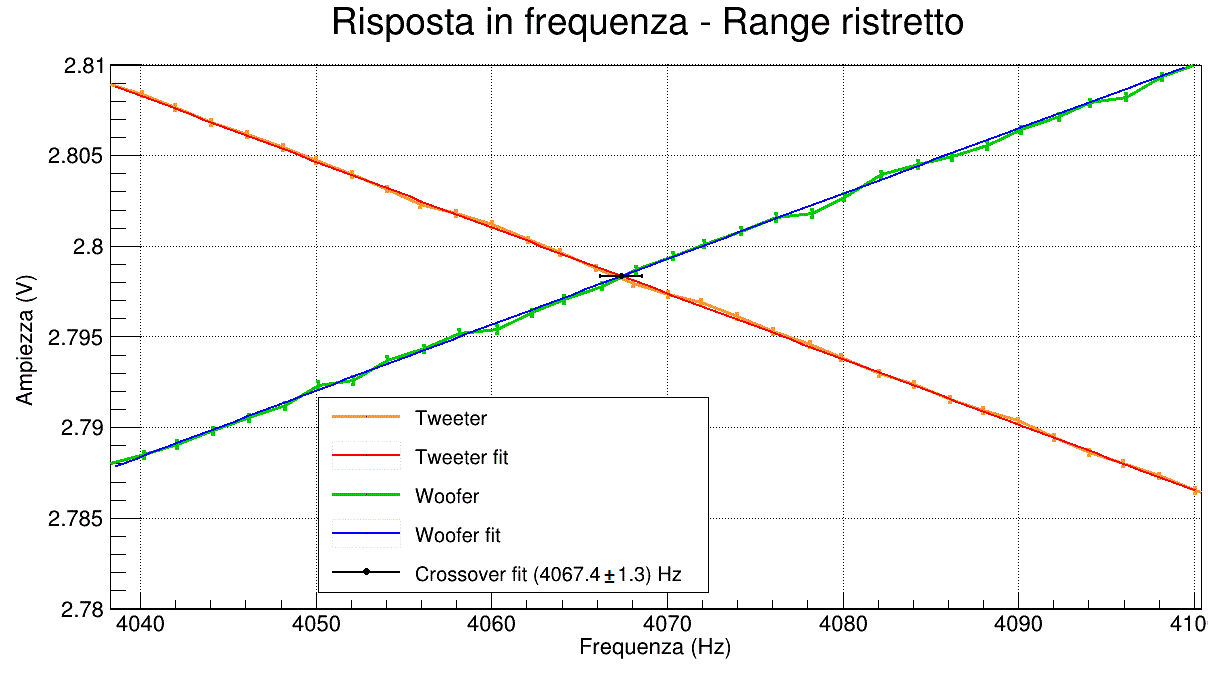 Risposta in frequenza - Range ristretto
Ampiezza (V)
2.81
2.805
2.8
2.795
2.79
2.785
2.78
Tweeter
Tweeter fit
Woofer
Woofer fit
Crossover fit (4067.4±1.3) Hz
4040 4050 4060 4070 4080 4090 410
Frequenza (Hz)